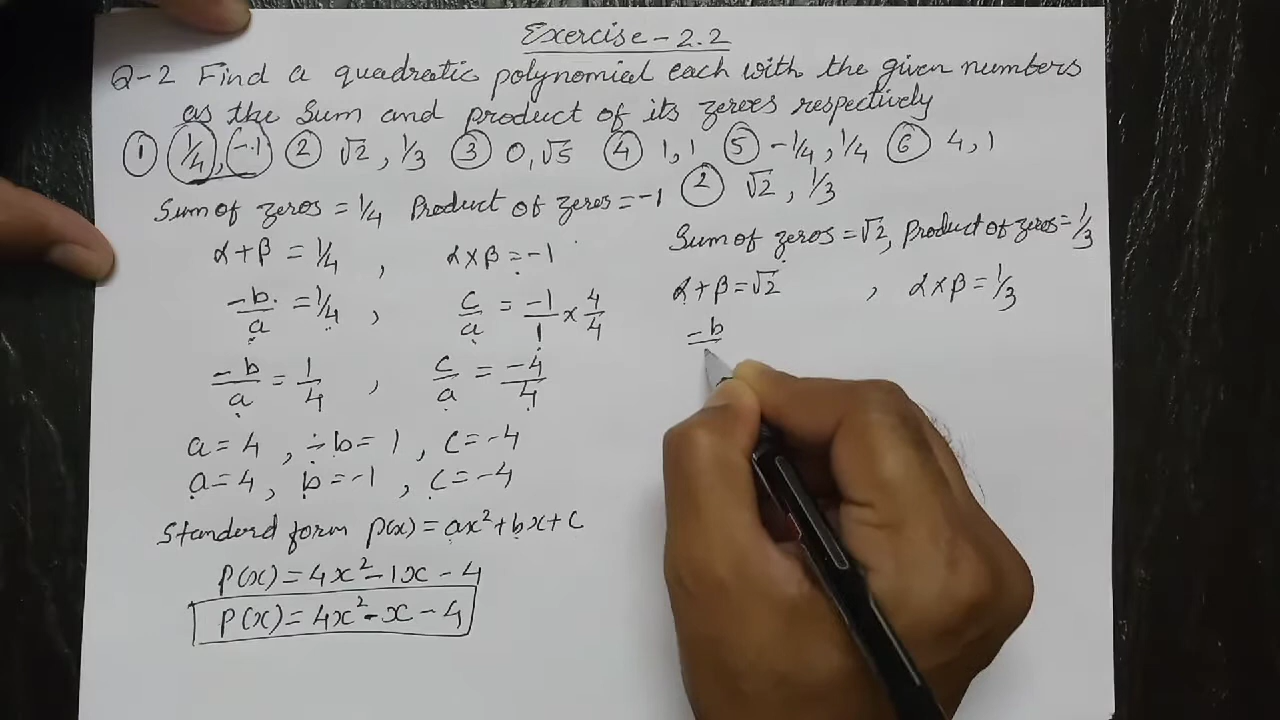 Exercise-2.2
Q-2 Find a quadratic polynomial each with the given numbers
as the Sum and product of its zeroes respectively
① 1/4, (-1) ② √2, 1/3 ③ 0, √5 ④ 1, 1 ⑤ -1/4, 1/4 ⑥ 4, 1
Sum of zeros = 1/4 Product of zeros = -1
α+β = 1/4 , α×β = -1
-b/a = 1/4 , c/a = -1/1 × 4/4
-b/a = 1/4 , c/a = -4/4
a=4 , -b=1 , c=-4
a=4, b=-1 , c=-4
Standard form P(x) = ax²+bx+c
P(x) = 4x²-1x-4
P(x) = 4x²-x-4
② √2, 1/3
Sum of zeros = √2, Product of zeros = 1/3
α+β = √2 , α×β = 1/3
-b